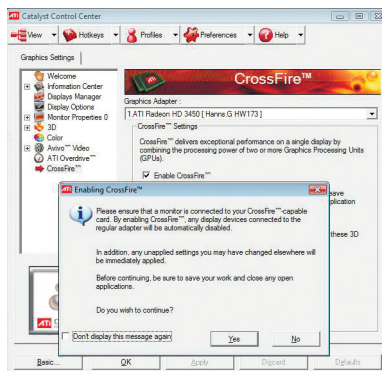 Catalyst Control Center
View Hotkeys Profiles Preferences Help
Graphics Settings
Welcome
Information Center
Displays Manager
Display Options
Monitor Properties 0
3D
Color
Avivo™ Video
ATI Overdrive™
CrossFire™
CrossFire™
Graphics Adapter :
1.ATI Radeon HD 3450 [ Hanns.G HW173 ]
CrossFire™ Settings
CrossFire™ delivers exceptional performance on a single display by
combining the processing power of two or more Graphics Processing Units
(GPUs).
Enable CrossFire™
ave
plication
these 3D
ATI Enabling CrossFire™
Please ensure that a monitor is connected to your CrossFire™-capable
card. By enabling CrossFire™, any display devices connected to the
regular adapter will be automatically disabled.
In addition, any unapplied settings you may have changed elsewhere will
be immediately applied.
Before continuing, be sure to save your work and close any open
applications.
Do you wish to continue?
Don't display this message again
Yes No
ATI
Basic... OK Apply Discard Defaults